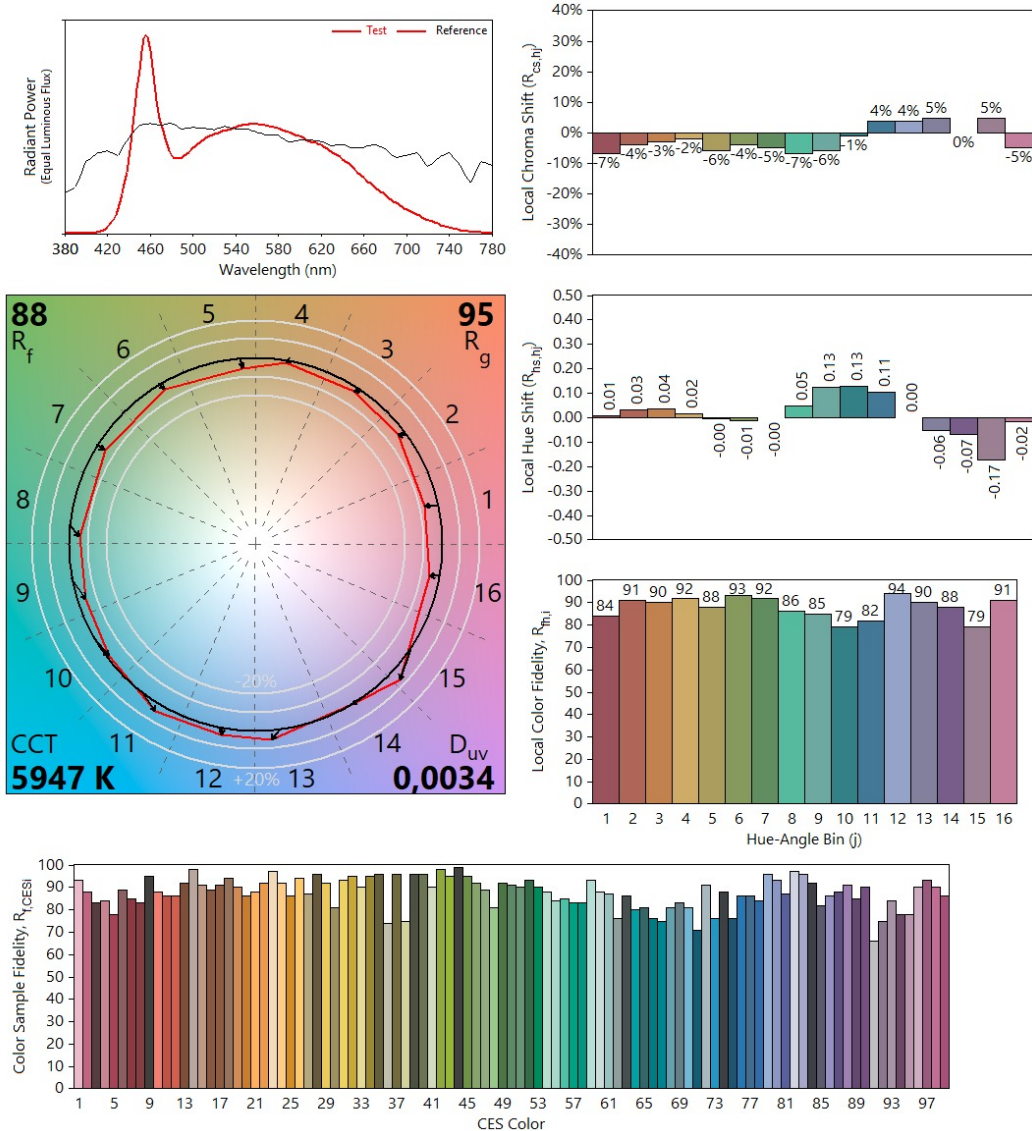 Test
Reference
Radiant Power
(Equal Luminous Flux)
380 420 460 500 540 580 620 660 700 740 780
Wavelength (nm)
Local Chroma Shift (Rcs,hj)
40%
30%
20%
10%
0%
-10%
-20%
-30%
-40%
-7% -4% -3% -2% -6% -4% -5% -7% -6% -1% 4% 4% 5% 0% 5% -5%
88
Rf
95
Rg
CCT
5947 K
Duv
0,0034
1 2 3 4 5 6 7 8 9 10 11 12 13 14 15 16
-20%
+20%
Local Hue Shift (Rhs,hj)
0.50
0.40
0.30
0.20
0.10
0.00
-0.10
-0.20
-0.30
-0.40
-0.50
0.01 0.03 0.04 0.02 -0.00 -0.01 -0.00 0.05 0.13 0.13 0.11 0.00 -0.06 -0.07 -0.17 -0.02
Local Color Fidelity, Rfh,i
100
90
80
70
60
50
40
30
20
10
0
84 91 90 92 88 93 92 86 85 79 82 94 90 88 79 91
1 2 3 4 5 6 7 8 9 10 11 12 13 14 15 16
Hue-Angle Bin (j)
Color Sample Fidelity, Rf,CESi
100
90
80
70
60
50
40
30
20
10
0
1 5 9 13 17 21 25 29 33 37 41 45 49 53 57 61 65 69 73 77 81 85 89 93 97
CES Color